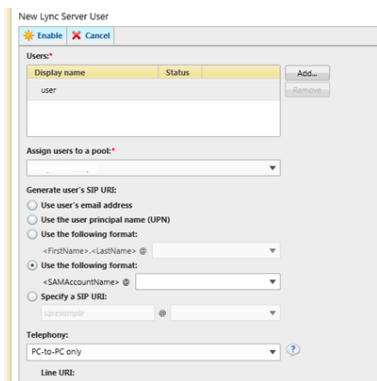 New Lync Server User
Enable Cancel
Users:*
Display name Status
Add...
user
Remove
Assign users to a pool:*
Generate user's SIP URI:
Use user's email address
Use the user principal name (UPN)
Use the following format:
<FirstName>.<LastName> @
Use the following format:
<SAMAccountName> @
Specify a SIP URI:
@
Telephony:
PC-to-PC only ?
Line URI: